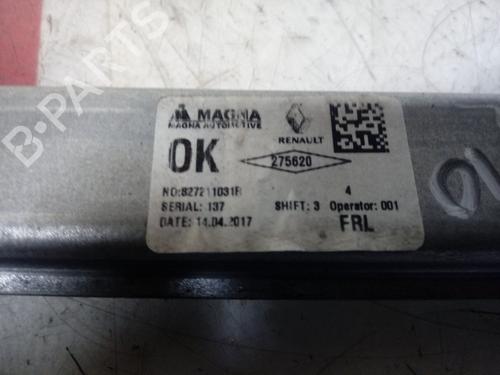 B-PARTS
MAGNA
MAGNA AUTOMOTIVE
RENAULT
OK
275620
NO:827211031R
4
SERIAL: 137
SHIFT: 3 Operator: 001
DATE: 14.04.2017
FRL